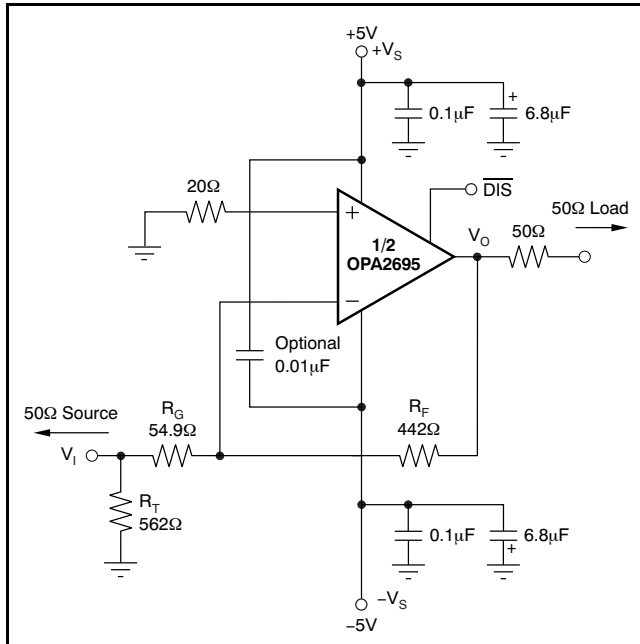 +5V
+V_S
+
0.1μF
6.8μF
20Ω
DIS
50Ω Load
+
1/2
OPA2695
V_O
50Ω
−
Optional
0.01μF
50Ω Source
R_G
54.9Ω
R_F
442Ω
V_I
R_T
562Ω
0.1μF
6.8μF
+
−V_S
−5V